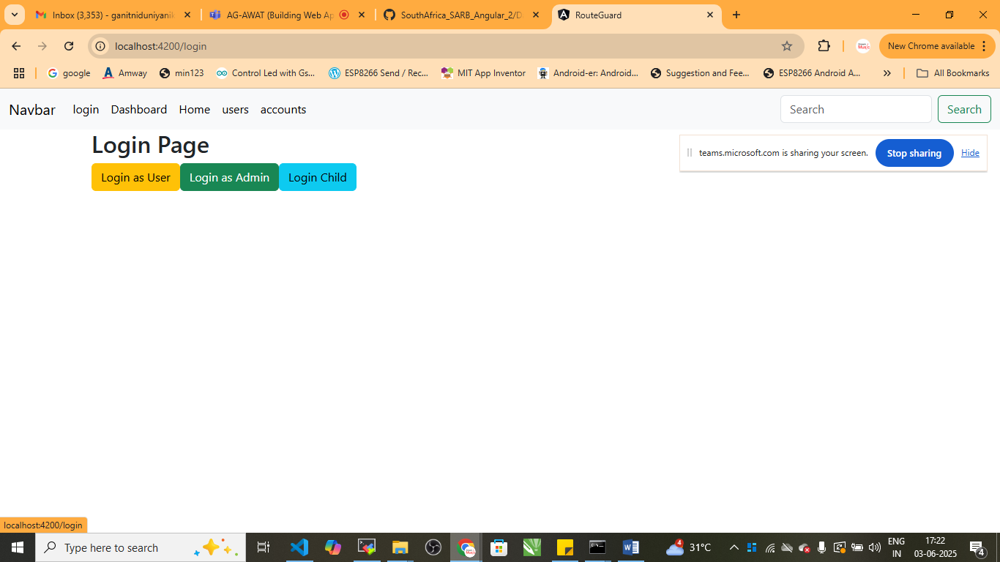 Inbox (3,353) - ganitniduniyanik
AG-AWAT (Building Web Ap
SouthAfrica_SARB_Angular_2/D
RouteGuard
localhost:4200/login
New Chrome available
google
Amway
min123
Control Led with Gs...
ESP8266 Send / Rec...
MIT App Inventor
Android-er: Android...
Suggestion and Fee...
ESP8266 Android A...
All Bookmarks
Navbar login Dashboard Home users accounts
Search
Search
Login Page
teams.microsoft.com is sharing your screen. Stop sharing Hide
Login as User Login as Admin Login Child
localhost:4200/login
Type here to search
4
31°C
ENG
IN
17:22
03-06-2025
4